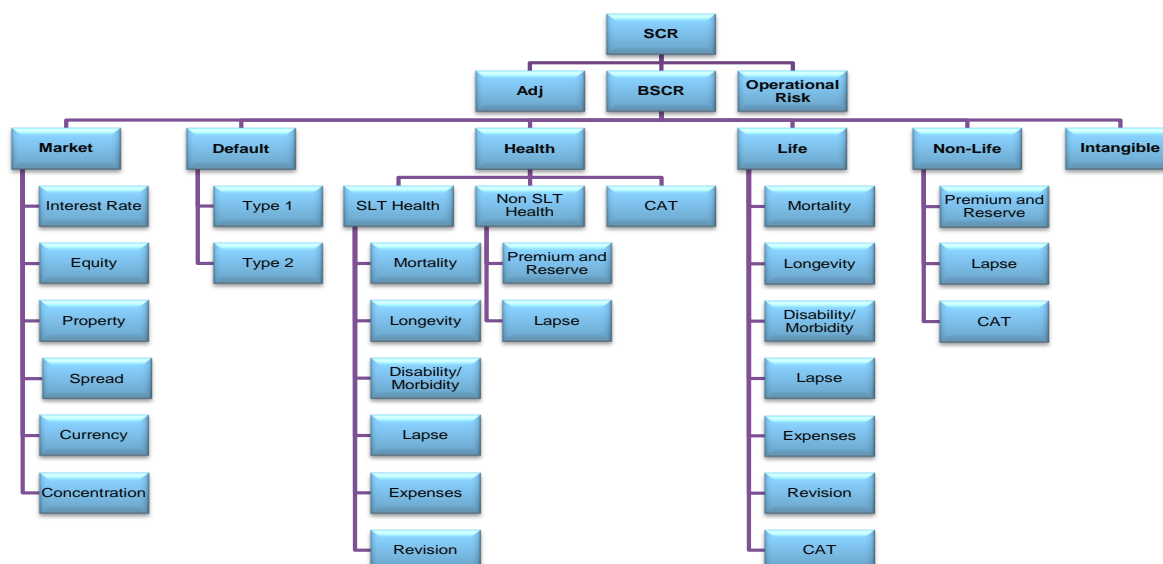 SCR
Adj
BSCR
Operational
Risk
Market
Default
Health
Life
Non-Life
Intangible
Interest Rate
Equity
Property
Spread
Currency
Concentration
Type 1
Type 2
SLT Health
Mortality
Longevity
Disability/
Morbidity
Lapse
Expenses
Revision
Non SLT
Health
Premium and
Reserve
Lapse
CAT
Mortality
Longevity
Disability/
Morbidity
Lapse
Expenses
Revision
CAT
Premium and
Reserve
Lapse
CAT